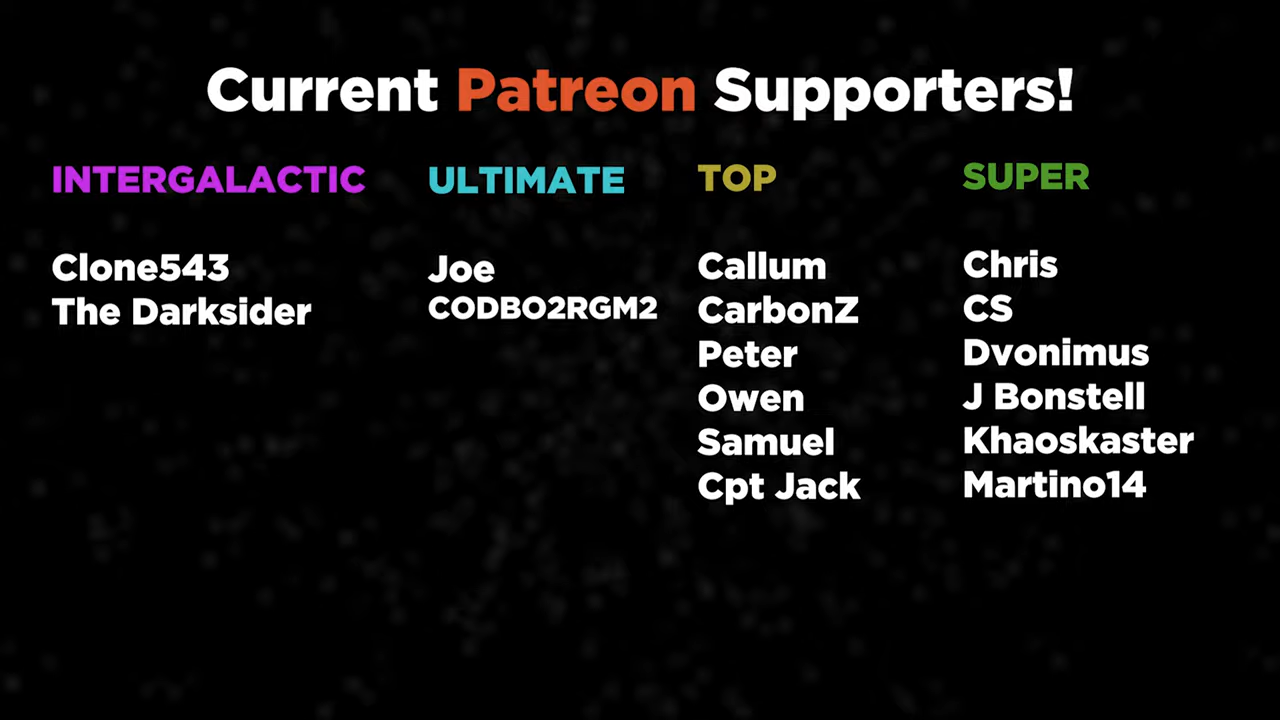 Current Patreon Supporters!
INTERGALACTIC
Clone543
The Darksider
ULTIMATE
Joe
CODBO2RGM2
TOP
Callum
CarbonZ
Peter
Owen
Samuel
Cpt Jack
SUPER
Chris
CS
Dvonimus
J Bonstell
Khaoskaster
Martino14